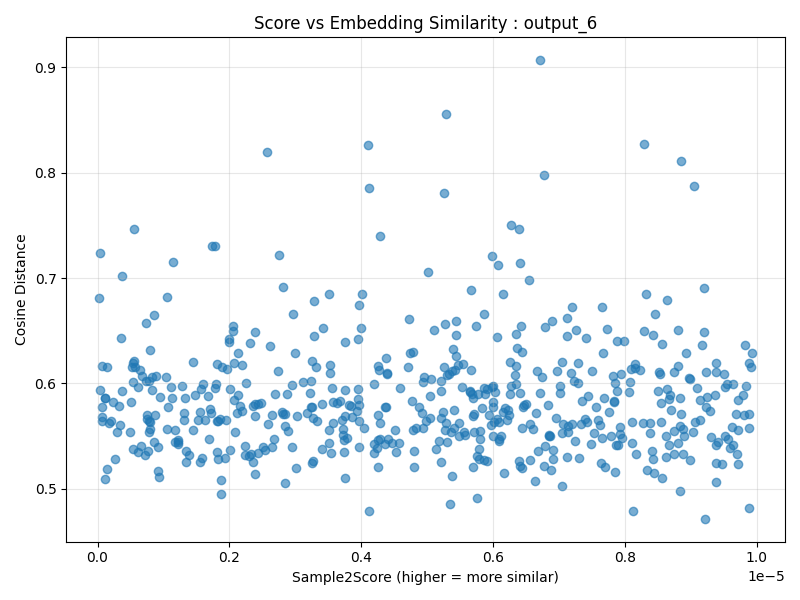 Score vs Embedding Similarity : output_6
0.9
0.8
0.7
0.6
0.5
Cosine Distance
0.0 0.2 0.4 0.6 0.8 1.0
1e−5
Sample2Score (higher = more similar)